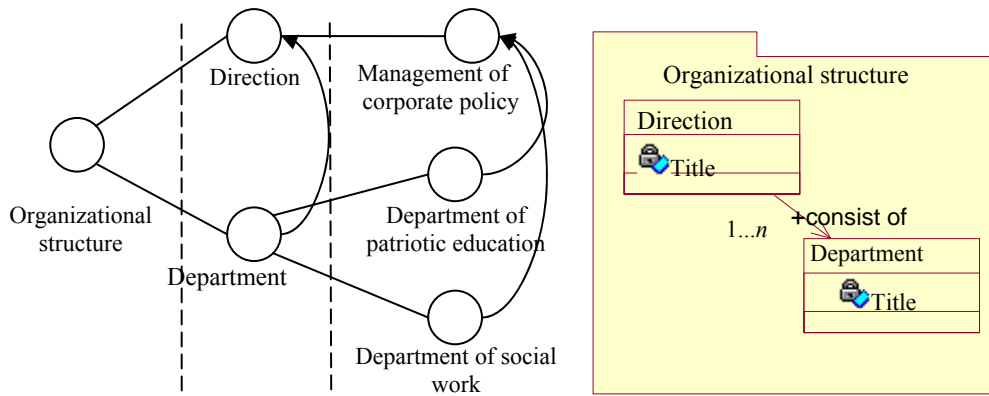 Direction
Management of
corporate policy
Organizational
structure
Department of
patriotic education
Department
Department of social
work
Organizational structure
Direction
Title
1...n
+consist of
Department
Title